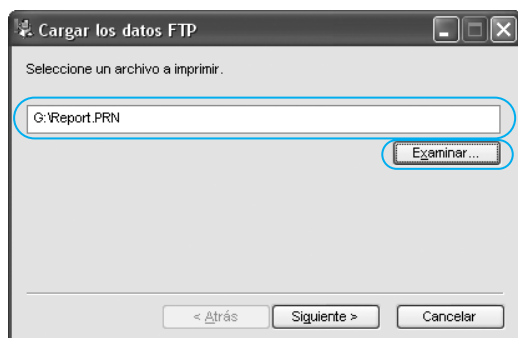 Cargar los datos FTP
Seleccione un archivo a imprimir.
G:\Report.PRN
Examinar...
< Atrás Siguiente > Cancelar